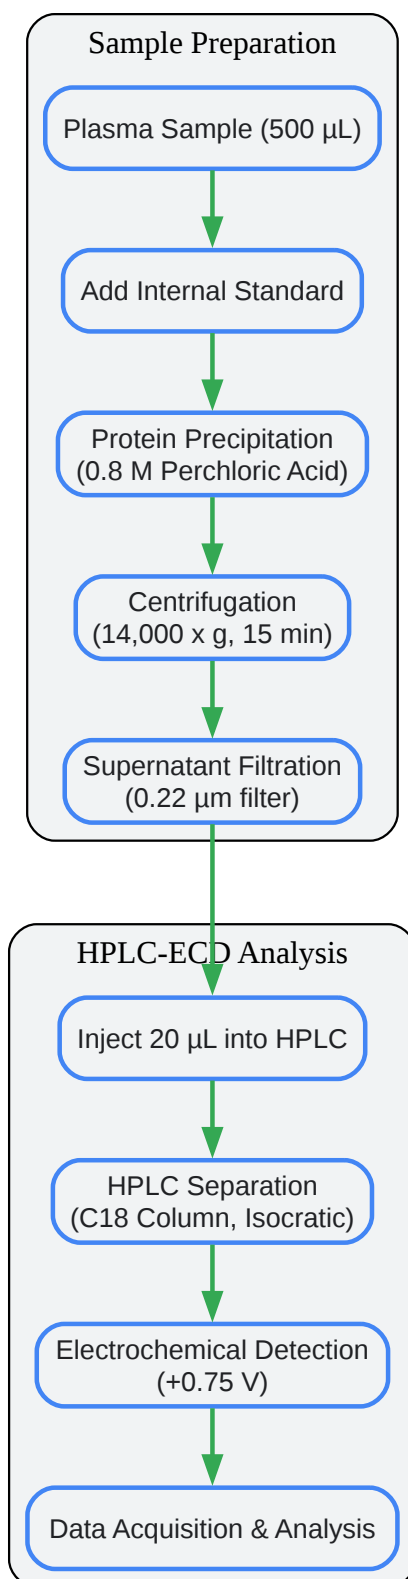 Sample Preparation
Plasma Sample (500 µL)
Add Internal Standard
Protein Precipitation
(0.8 M Perchloric Acid)
Centrifugation
(14,000 x g, 15 min)
Supernatant Filtration
(0.22 µm filter)
HPLC-ECD Analysis
Inject 20 µL into HPLC
HPLC Separation
(C18 Column, Isocratic)
Electrochemical Detection
(+0.75 V)
Data Acquisition & Analysis